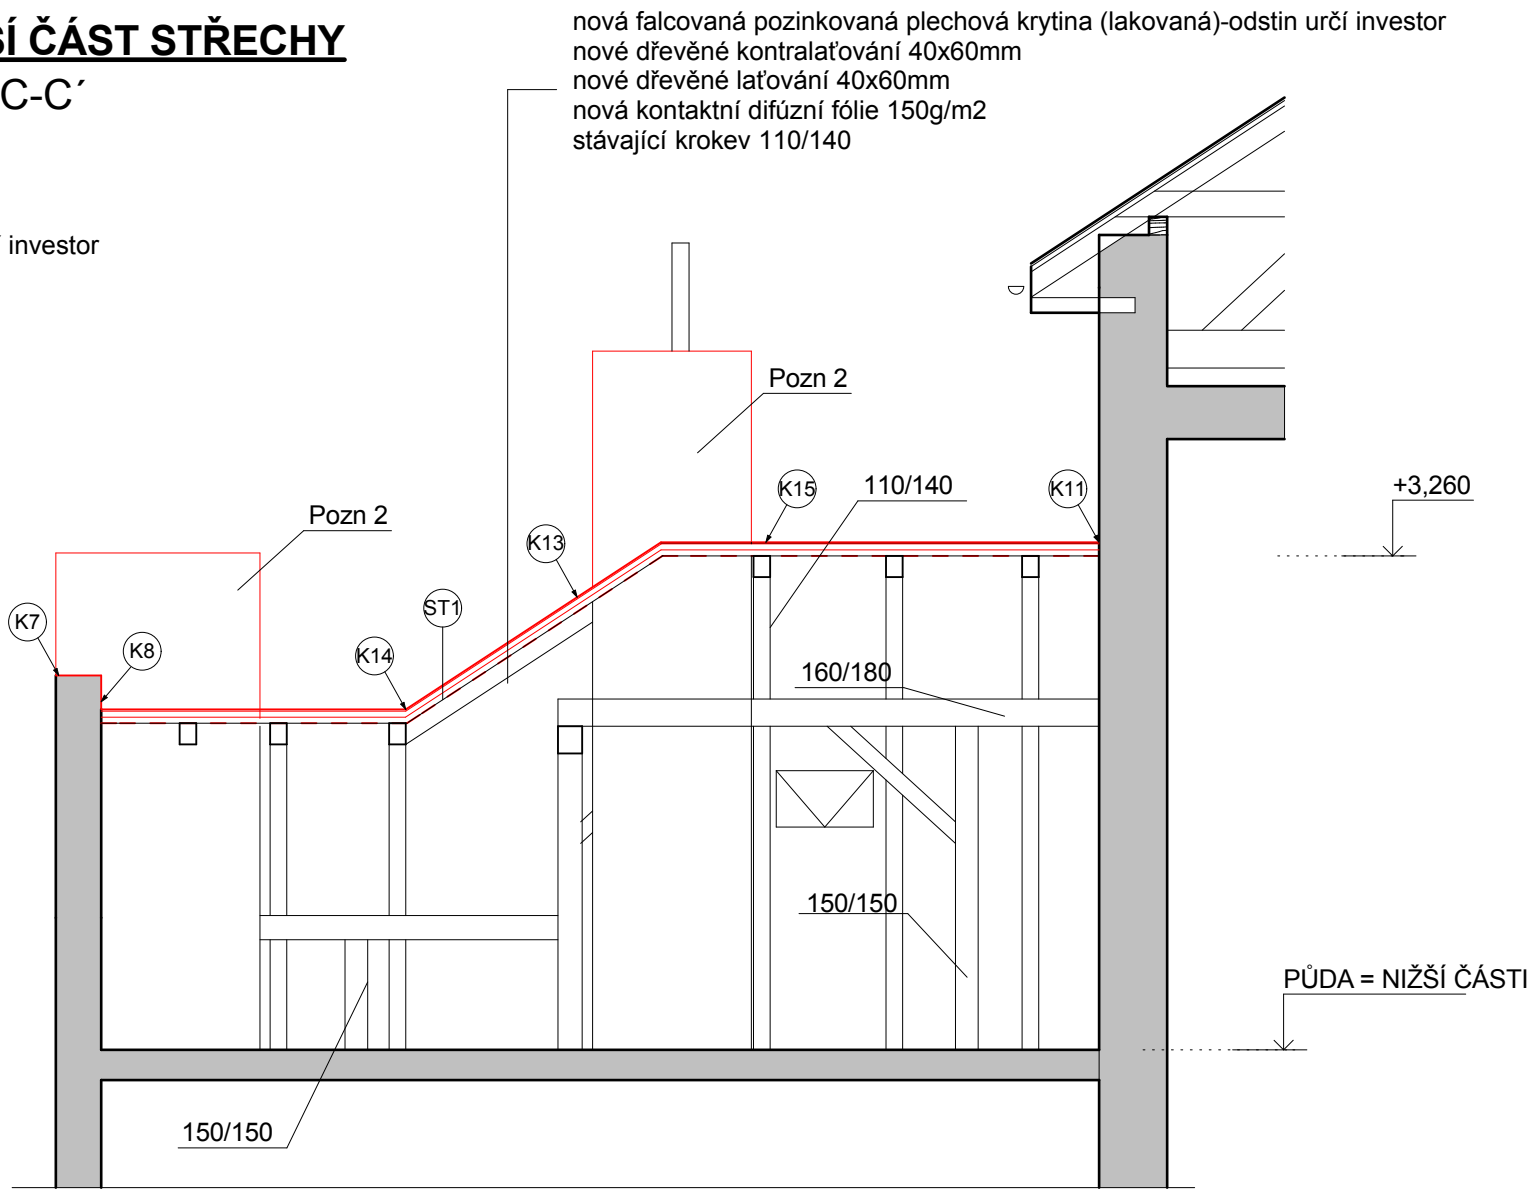 SÍ ČÁST STŘECHY
C-C´
nová falcovaná pozinkovaná plechová krytina (lakovaná)-odstin určí investor
nové dřevěné kontralaťování 40x60mm
nové dřevěné laťování 40x60mm
nová kontaktní difúzní fólie 150g/m2
stávající krokev 110/140
investor
Pozn 2
K15
110/140
K11
+3,260
Pozn 2
K13
ST1
K7
K8
K14
160/180
150/150
PŮDA = NIŽŠÍ ČÁSTI
150/150